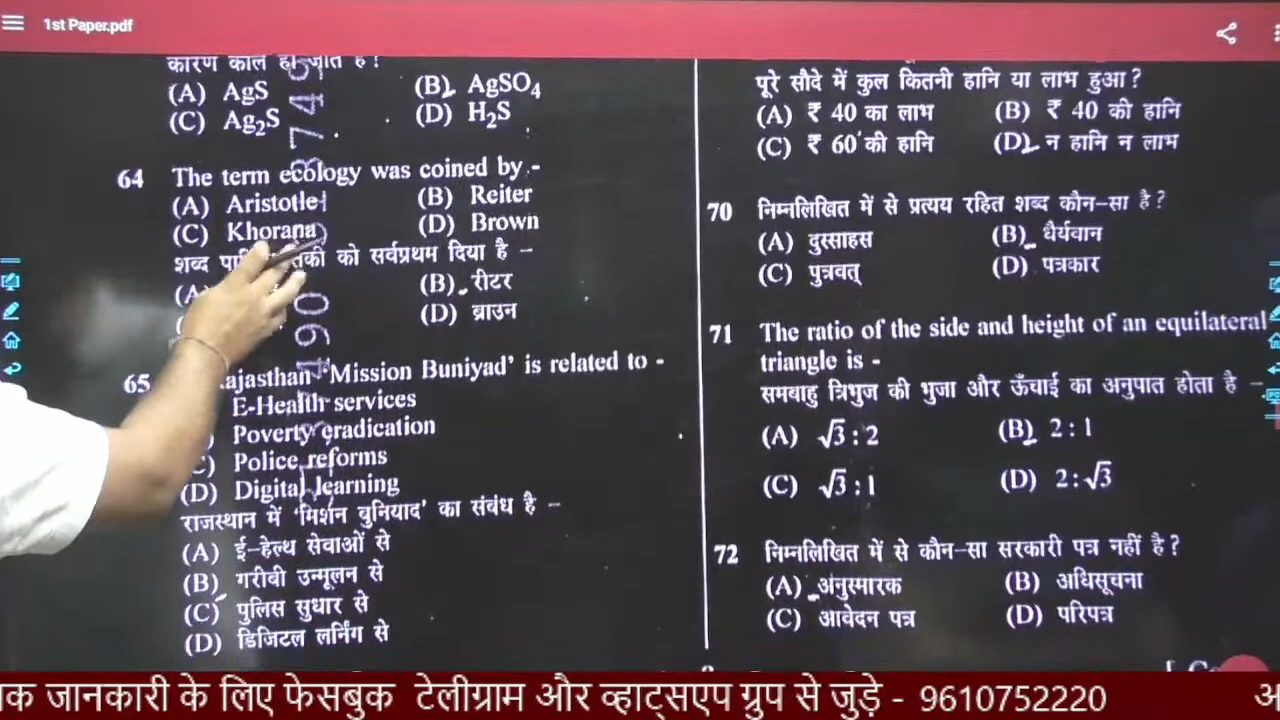 1st Paper.pdf
कारण काले हो जाते हैं?
(A) AgS (B) AgSO₄
(C) Ag₂S (D) H₂S
64 The term ecology was coined by -
(A) Aristotle (B) Reiter
(C) Khorana (D) Brown
शब्द को सर्वप्रथम दिया है -
(A) (B) रीटर
(D) ब्राउन
65 'Mission Buniyad' is related to -
E-Health services
Poverty eradication
Police reforms
(D) Digital learning
राजस्थान में 'मिशन बुनियाद' का संबंध है -
(A) ई-हेल्थ सेवाओं से
(B) गरीबी उन्मूलन से
(C) पुलिस सुधार से
(D) डिजिटल लर्निंग से
पूरे सौदे में कुल कितनी हानि या लाभ हुआ?
(A) ₹ 40 का लाभ (B) ₹ 40 की हानि
(C) ₹ 60 की हानि (D) न हानि न लाभ
70 निम्नलिखित में से प्रत्यय रहित शब्द कौन-सा है?
(A) दुस्साहस (B) धैर्यवान
(C) पुत्रवत् (D) पत्रकार
71 The ratio of the side and height of an equilateral
triangle is -
समबाहु त्रिभुज की भुजा और ऊँचाई का अनुपात होता है -
(A) √3 : 2 (B) 2 : 1
(C) √3 : 1 (D) 2 : √3
72 निम्नलिखित में से कौन-सा सरकारी पत्र नहीं है?
(A) अनुस्मारक (B) अधिसूचना
(C) आवेदन पत्र (D) परिपत्र
क जानकारी के लिए फेसबुक टेलीग्राम और व्हाट्सएप ग्रुप से जुड़े - 9610752220 अ